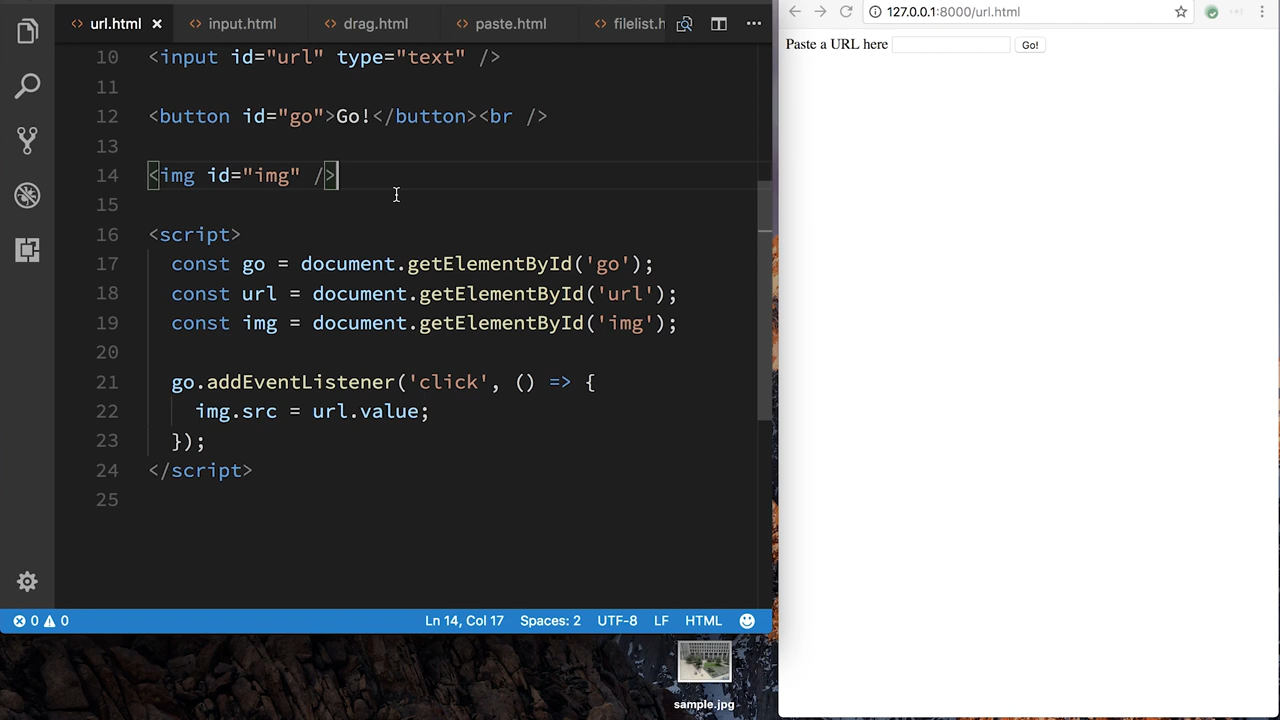 url.html
input.html
drag.html
paste.html
filelist.h
10 <input id="url" type="text" />
11
12 <button id="go">Go!</button><br />
13
14 <img id="img" />
15
16 <script>
17 const go = document.getElementById('go');
18 const url = document.getElementById('url');
19 const img = document.getElementById('img');
20
21 go.addEventListener('click', () => {
22 img.src = url.value;
23 });
24 </script>
25
0 0 Ln 14, Col 17 Spaces: 2 UTF-8 LF HTML
sample.jpg
127.0.0.1:8000/url.html
Paste a URL here Go!